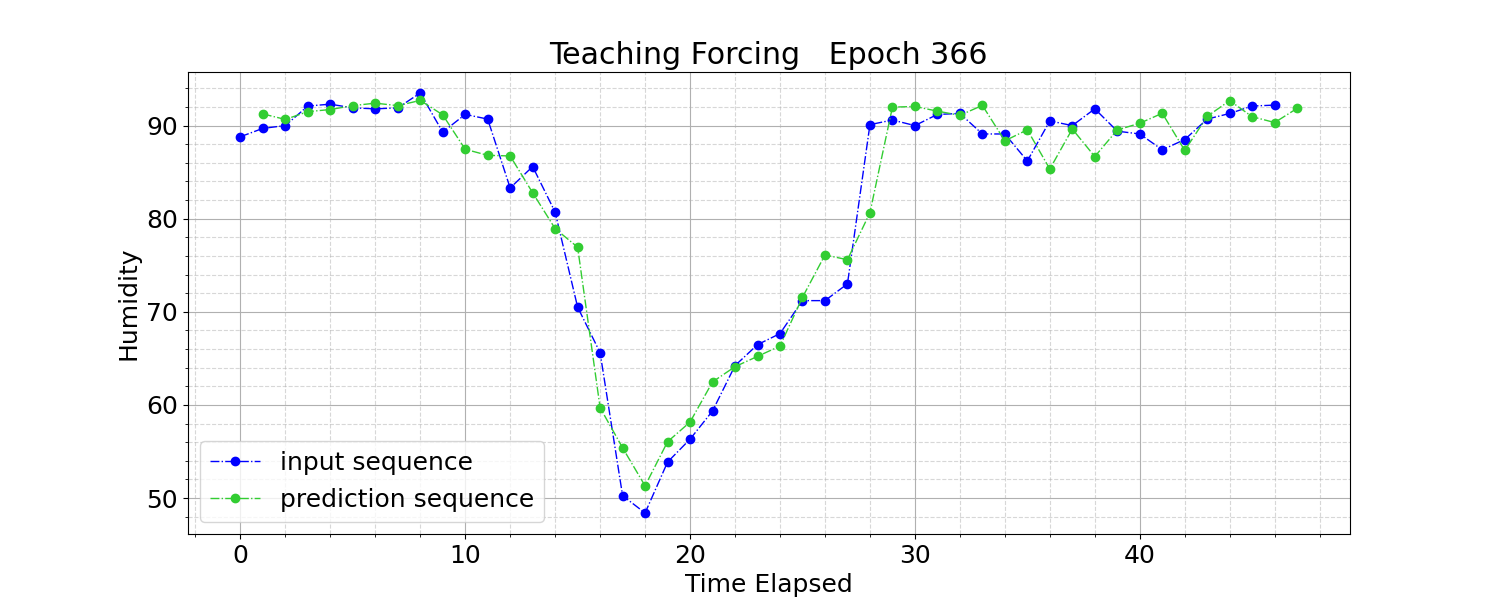 Teaching Forcing   Epoch 366
Humidity
90
80
70
60
50
input sequence
prediction sequence
0 10 20 30 40
Time Elapsed